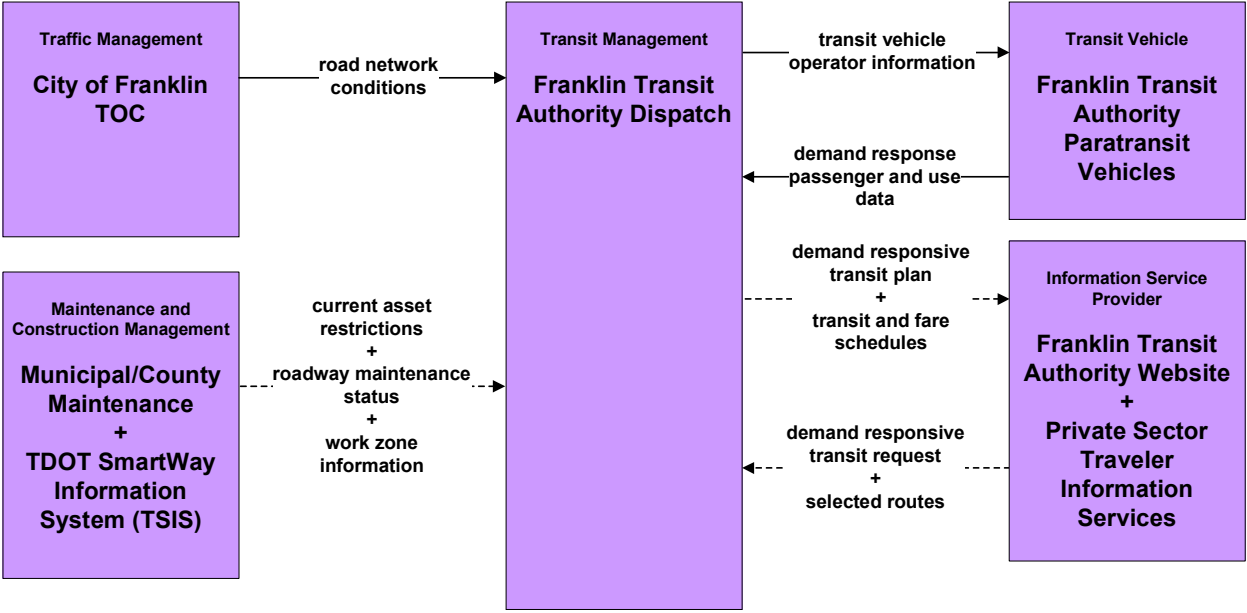 Traffic Management
City of Franklin
TOC
road network
conditions
Transit Management
Franklin Transit
Authority Dispatch
transit vehicle
operator information
Transit Vehicle
Franklin Transit
Authority
Paratransit
Vehicles
demand response
passenger and use
data
Maintenance and
Construction Management
Municipal/County
Maintenance
+
TDOT SmartWay
Information
System (TSIS)
current asset
restrictions
+
roadway maintenance
status
+
work zone
information
demand responsive
transit plan
+
transit and fare
schedules
Information Service
Provider
Franklin Transit
Authority Website
+
Private Sector
Traveler
Information
Services
demand responsive
transit request
+
selected routes